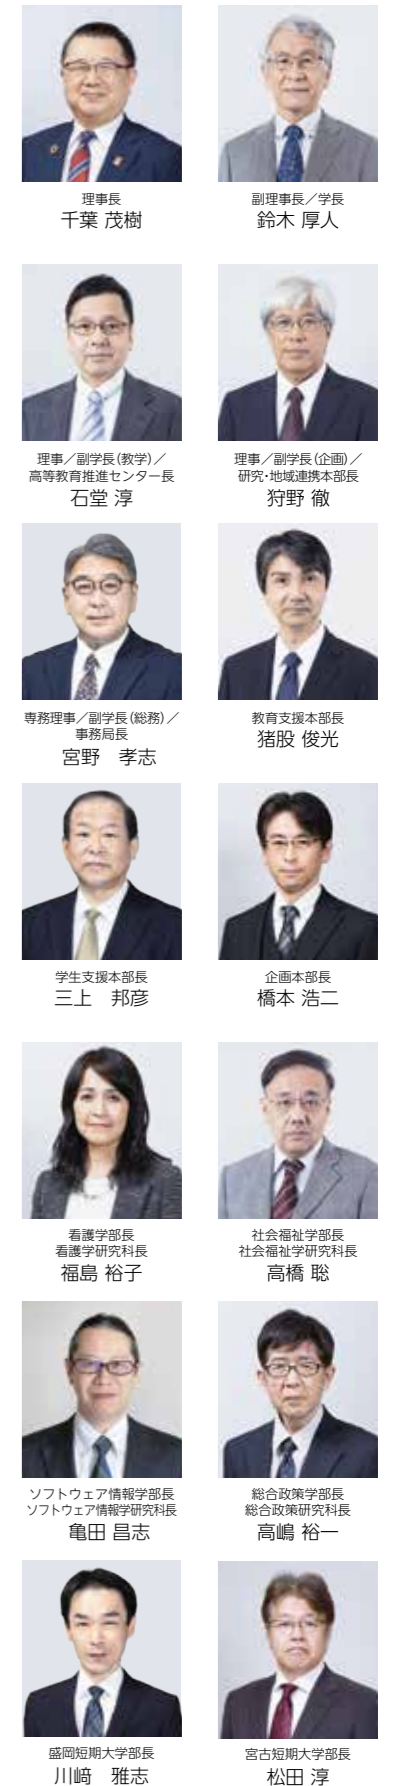 理事長
千葉 茂樹
副理事長／学長
鈴木 厚人
理事／副学長（教学）／
高等教育推進センター長
石堂 淳
理事／副学長（企画）／
研究・地域連携本部長
狩野 徹
専務理事／副学長（総務）／
事務局長
宮野　孝志
教育支援本部長
猪股 俊光
学生支援本部長
三上　邦彦
企画本部長
橋本 浩二
看護学部長
看護学研究科長
福島 裕子
社会福祉学部長
社会福祉学研究科長
高橋 聡
ソフトウェア情報学部長
ソフトウェア情報学研究科長
亀田 昌志
総合政策学部長
総合政策研究科長
高嶋 裕一
盛岡短期大学部長
川﨑　雅志
宮古短期大学部長
松田 淳